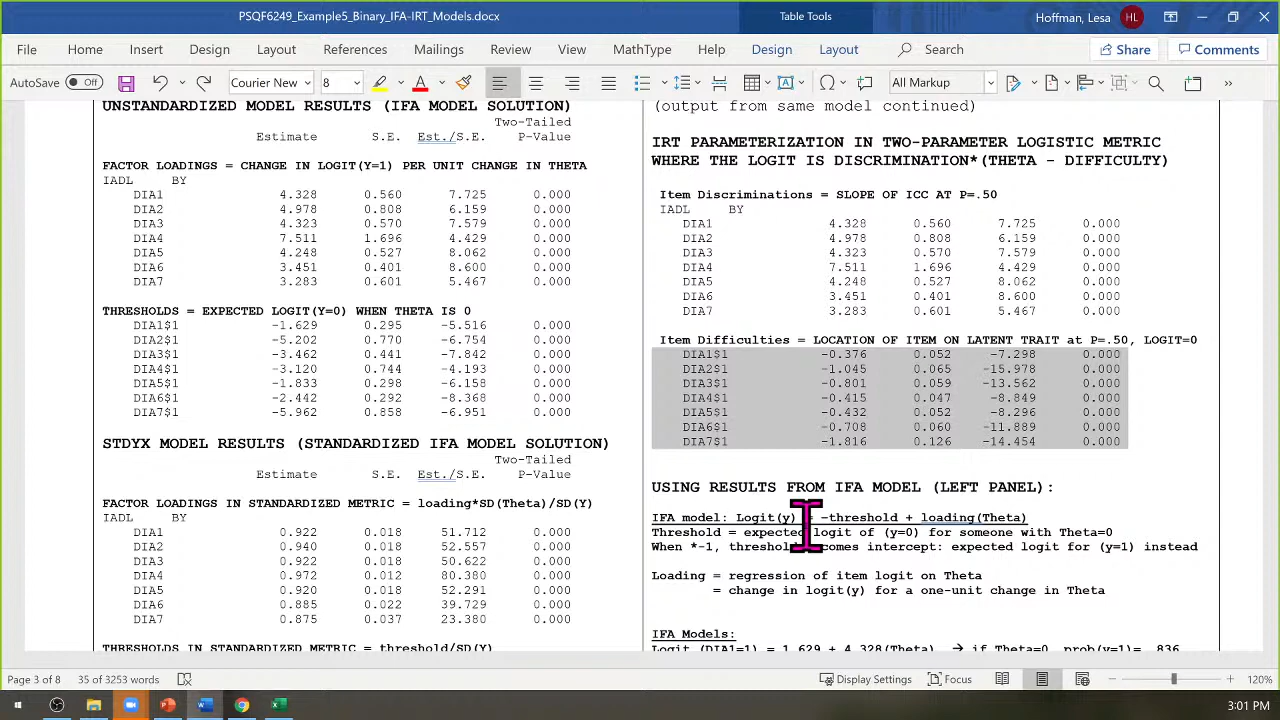 PSQF6249_Example5_Binary_IFA-IRT_Models.docx
Table Tools
Hoffman, Lesa HL
File Home Insert Design Layout References Mailings Review View MathType Help Design Layout Search Share Comments
AutoSave Off Courier New 8 All Markup
UNSTANDARDIZED MODEL RESULTS (IFA MODEL SOLUTION)
Two-Tailed
Estimate S.E. Est./S.E. P-Value
FACTOR LOADINGS = CHANGE IN LOGIT(Y=1) PER UNIT CHANGE IN THETA
IADL BY
DIA1 4.328 0.560 7.725 0.000
DIA2 4.978 0.808 6.159 0.000
DIA3 4.323 0.570 7.579 0.000
DIA4 7.511 1.696 4.429 0.000
DIA5 4.248 0.527 8.062 0.000
DIA6 3.451 0.401 8.600 0.000
DIA7 3.283 0.601 5.467 0.000
THRESHOLDS = EXPECTED LOGIT(Y=0) WHEN THETA IS 0
DIA1$1 -1.629 0.295 -5.516 0.000
DIA2$1 -5.202 0.770 -6.754 0.000
DIA3$1 -3.462 0.441 -7.842 0.000
DIA4$1 -3.120 0.744 -4.193 0.000
DIA5$1 -1.833 0.298 -6.158 0.000
DIA6$1 -2.442 0.292 -8.368 0.000
DIA7$1 -5.962 0.858 -6.951 0.000
STDYX MODEL RESULTS (STANDARDIZED IFA MODEL SOLUTION)
Two-Tailed
Estimate S.E. Est./S.E. P-Value
FACTOR LOADINGS IN STANDARDIZED METRIC = loading*SD(Theta)/SD(Y)
IADL BY
DIA1 0.922 0.018 51.712 0.000
DIA2 0.940 0.018 52.557 0.000
DIA3 0.922 0.018 50.622 0.000
DIA4 0.972 0.012 80.380 0.000
DIA5 0.920 0.018 52.291 0.000
DIA6 0.885 0.022 39.729 0.000
DIA7 0.875 0.037 23.380 0.000
THRESHOLDS IN STANDARDIZED METRIC = threshold/SD(Y)
(output from same model continued)
IRT PARAMETERIZATION IN TWO-PARAMETER LOGISTIC METRIC
WHERE THE LOGIT IS DISCRIMINATION*(THETA - DIFFICULTY)
Item Discriminations = SLOPE OF ICC AT P=.50
IADL BY
DIA1 4.328 0.560 7.725 0.000
DIA2 4.978 0.808 6.159 0.000
DIA3 4.323 0.570 7.579 0.000
DIA4 7.511 1.696 4.429 0.000
DIA5 4.248 0.527 8.062 0.000
DIA6 3.451 0.401 8.600 0.000
DIA7 3.283 0.601 5.467 0.000
Item Difficulties = LOCATION OF ITEM ON LATENT TRAIT at P=.50, LOGIT=0
DIA1$1 -0.376 0.052 -7.298 0.000
DIA2$1 -1.045 0.065 -15.978 0.000
DIA3$1 -0.801 0.059 -13.562 0.000
DIA4$1 -0.415 0.047 -8.849 0.000
DIA5$1 -0.432 0.052 -8.296 0.000
DIA6$1 -0.708 0.060 -11.889 0.000
DIA7$1 -1.816 0.126 -14.454 0.000
USING RESULTS FROM IFA MODEL (LEFT PANEL):
IFA model: Logit(y) = -threshold + loading(Theta)
Threshold = expected logit of (y=0) for someone with Theta=0
When *-1, threshold comes intercept: expected logit for (y=1) instead
Loading = regression of item logit on Theta
= change in logit(y) for a one-unit change in Theta
IFA Models:
Logit (DIA1=1) = 1.629 + 4.328(Theta) → if Theta=0, prob(y=1)= .836
Page 3 of 8 35 of 3253 words Display Settings Focus 120%
3:01 PM